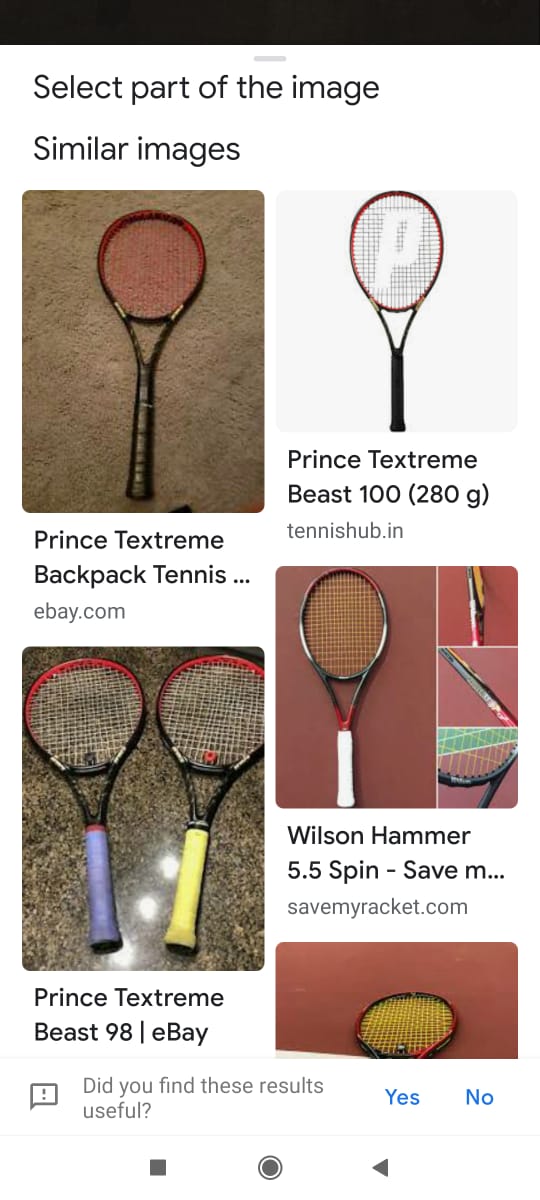 Select part of the image
Similar images
Prince Textreme
Backpack Tennis ...
ebay.com
Prince Textreme
Beast 100 (280 g)
tennishub.in
Wilson Hammer
5.5 Spin - Save m...
savemyracket.com
Prince Textreme
Beast 98 | eBay
Did you find these results
useful?
Yes
No